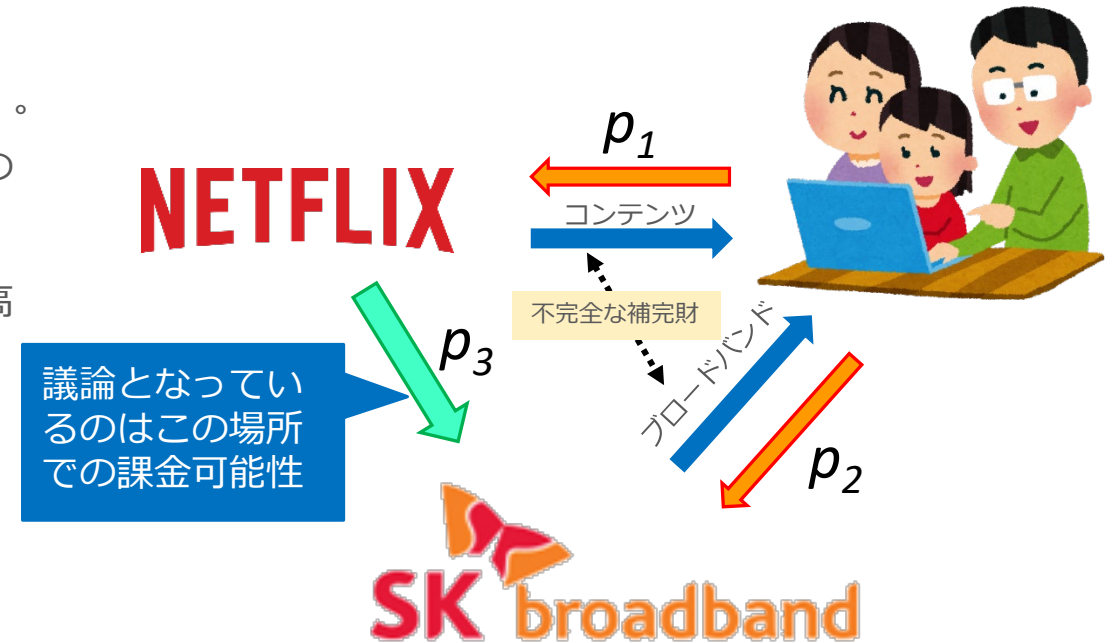 。
の
高
NETFLIX
p1
コンテンツ
不完全な補完財
p3
ブロードバンド
p2
議論となってい
るのはこの場所
での課金可能性
SK broadband